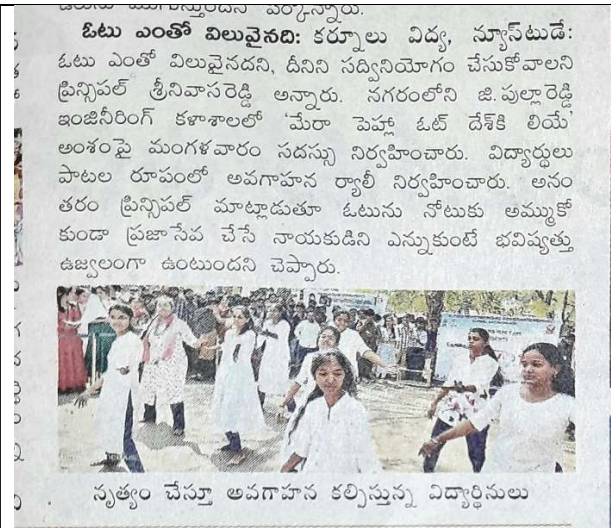 ఓటు ఎంతో విలువైనది: కర్నూలు విద్య, న్యూస్‌టుడే:
ఓటు ఎంతో విలువైనదని, దీనిని సద్వినియోగం చేసుకోవాలని
ప్రిన్సిపల్ శ్రీనివాసరెడ్డి అన్నారు. నగరంలోని జి.పుల్లారెడ్డి
ఇంజినీరింగ్ కళాశాలలో ‘మేరా పెహ్లా ఓట్ దేశ్‌కి లియే’
అంశంపై మంగళవారం సదస్సు నిర్వహించారు. విద్యార్థులు
పాటల రూపంలో అవగాహన ర్యాలీ నిర్వహించారు. అనం
తరం ప్రిన్సిపల్ మాట్లాడుతూ ఓటును నోటుకు అమ్ముకో
కుండా ప్రజాసేవ చేసే నాయకుడిని ఎన్నుకుంటే భవిష్యత్తు
ఉజ్వలంగా ఉంటుందని చెప్పారు.
నృత్యం చేస్తూ అవగాహన కల్పిస్తున్న విద్యార్థినులు